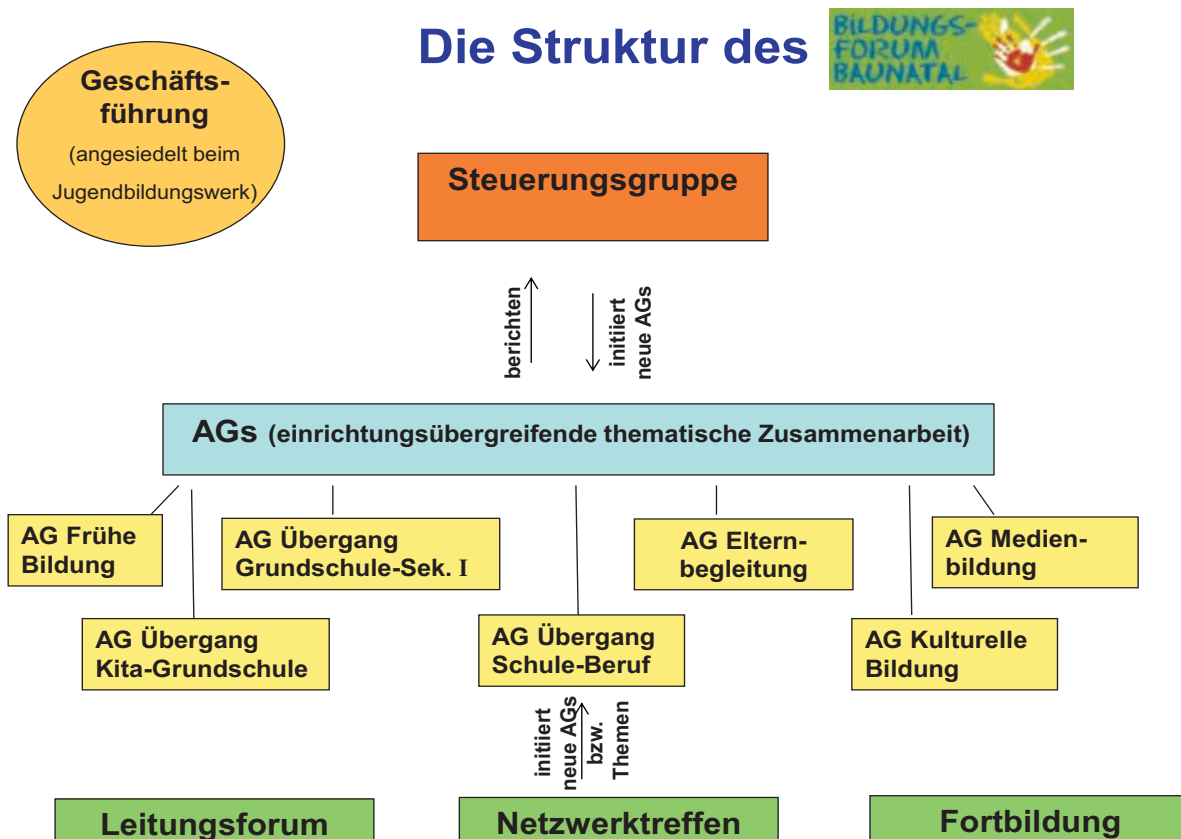 Die Struktur des
BILDUNGS-
FORUM
BAUNATAL
Geschäfts-
führung
(angesiedelt beim
Jugendbildungswerk)
Steuerungsgruppe
berichten
initiiert
neue AGs
AGs (einrichtungsübergreifende thematische Zusammenarbeit)
AG Frühe
Bildung
AG Übergang
Grundschule-Sek. I
AG Eltern-
begleitung
AG Medien-
bildung
AG Übergang
Kita-Grundschule
AG Übergang
Schule-Beruf
AG Kulturelle
Bildung
initiiert
neue AGs
bzw.
Themen
Leitungsforum
Netzwerktreffen
Fortbildung